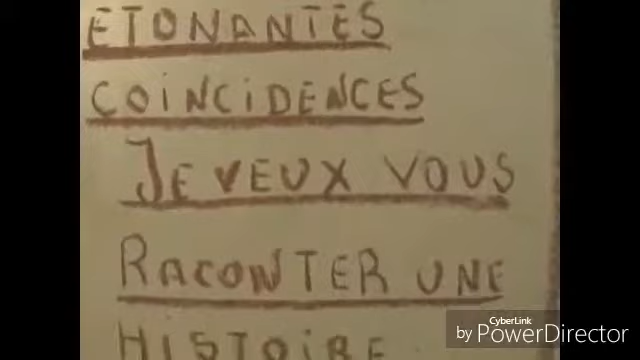 ETONANTES
COiNCiDENCES
JE VEUX VOUS
RACONTER UNE
HISTOiRE
CyberLink
by PowerDirector